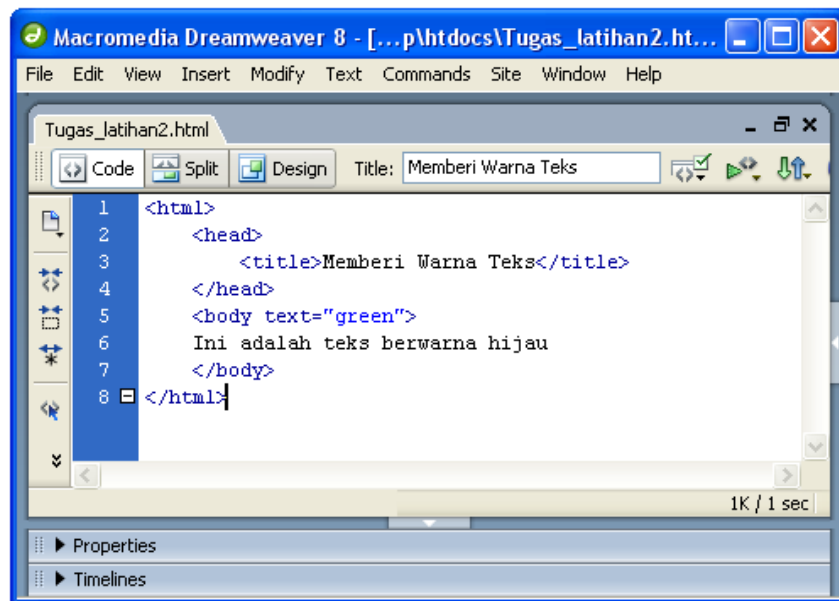 Macromedia Dreamweaver 8 - [...p\htdocs\Tugas_latihan2.ht...
File Edit View Insert Modify Text Commands Site Window Help
Tugas_latihan2.html
Code Split Design Title: Memberi Warna Teks
1 <html>
2 <head>
3 <title>Memberi Warna Teks</title>
4 </head>
5 <body text="green">
6 Ini adalah teks berwarna hijau
7 </body>
8 </html>
1K / 1 sec
Properties
Timelines